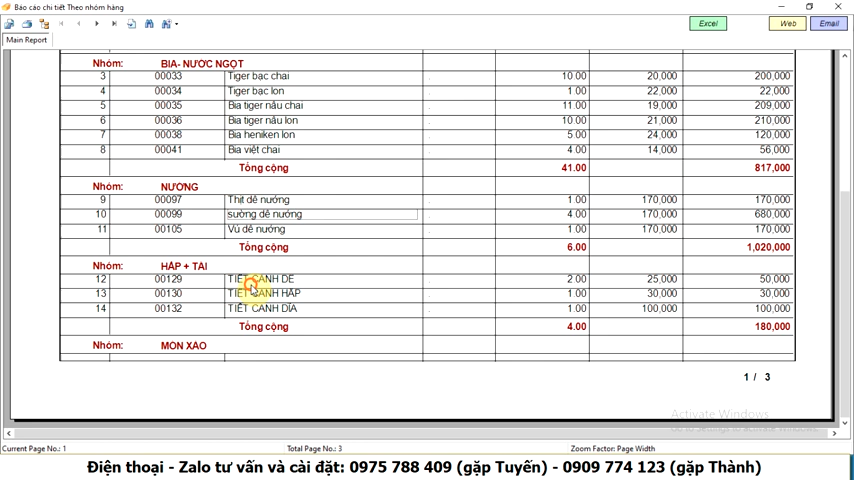 Báo cáo chi tiết Theo nhóm hàng
Excel Web Email
Main Report
Nhóm: BIA- NƯỚC NGỌT
3 00033 Tiger bạc chai 10.00 20,000 200,000
4 00034 Tiger bạc lon 1.00 22,000 22,000
5 00035 Bia tiger nâu chai 11.00 19,000 209,000
6 00036 Bia tiger nâu lon 10.00 21,000 210,000
7 00038 Bia heniken lon 5.00 24,000 120,000
8 00041 Bia việt chai 4.00 14,000 56,000
Tổng cộng 41.00 817,000
Nhóm: NƯỚNG
9 00097 Thịt dê nướng 1.00 170,000 170,000
10 00099 sường dê nướng 4.00 170,000 680,000
11 00105 Vú dê nướng 1.00 170,000 170,000
Tổng cộng 6.00 1,020,000
Nhóm: HẤP + TÁI
12 00129 TIẾT CANH DÊ 2.00 25,000 50,000
13 00130 TIẾT CANH HẤP 1.00 30,000 30,000
14 00132 TIẾT CANH DĨA 1.00 100,000 100,000
Tổng cộng 4.00 180,000
Nhóm: MÓN XÀO
1 / 3
Activate Windows
Go to Settings to activate Windows.
Current Page No.: 1 Total Page No.: 3 Zoom Factor: Page Width
Điện thoại - Zalo tư vấn và cài đặt: 0975 788 409 (gặp Tuyến) - 0909 774 123 (gặp Thành)